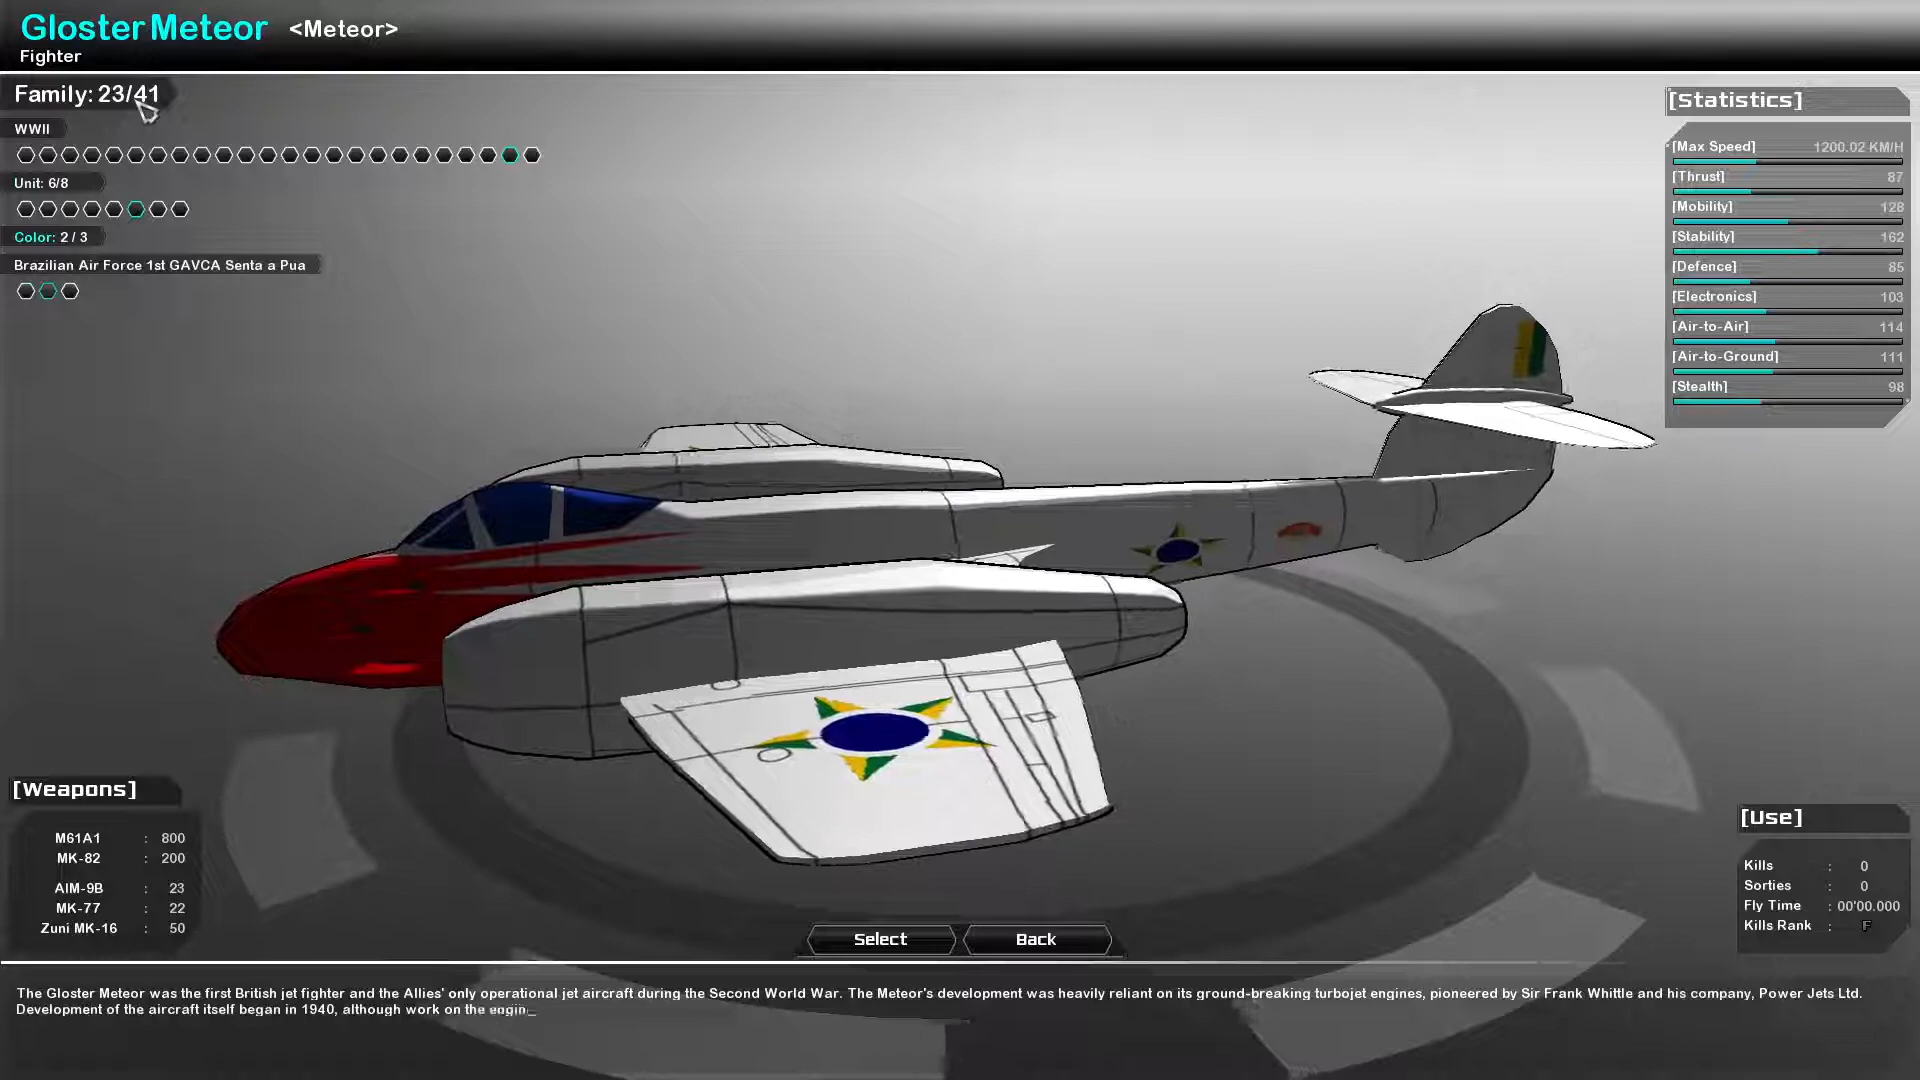 Gloster Meteor <Meteor>
Fighter
Family: 23/41
WWII
Unit: 6/8
Color: 2 / 3
Brazilian Air Force 1st GAVCA Senta a Pua
[Statistics]
[Max Speed] 1200.02 KM/H
[Thrust] 87
[Mobility] 128
[Stability] 162
[Defence] 85
[Electronics] 103
[Air-to-Air] 114
[Air-to-Ground] 111
[Stealth] 98
[Weapons]
M61A1 : 800
MK-82 : 200
AIM-9B : 23
MK-77 : 22
Zuni MK-16 : 50
[Use]
Kills : 0
Sorties : 0
Fly Time : 00'00.000
Kills Rank : F
Select Back
The Gloster Meteor was the first British jet fighter and the Allies' only operational jet aircraft during the Second World War. The Meteor's development was heavily reliant on its ground-breaking turbojet engines, pioneered by Sir Frank Whittle and his company, Power Jets Ltd.
Development of the aircraft itself began in 1940, although work on the engin_